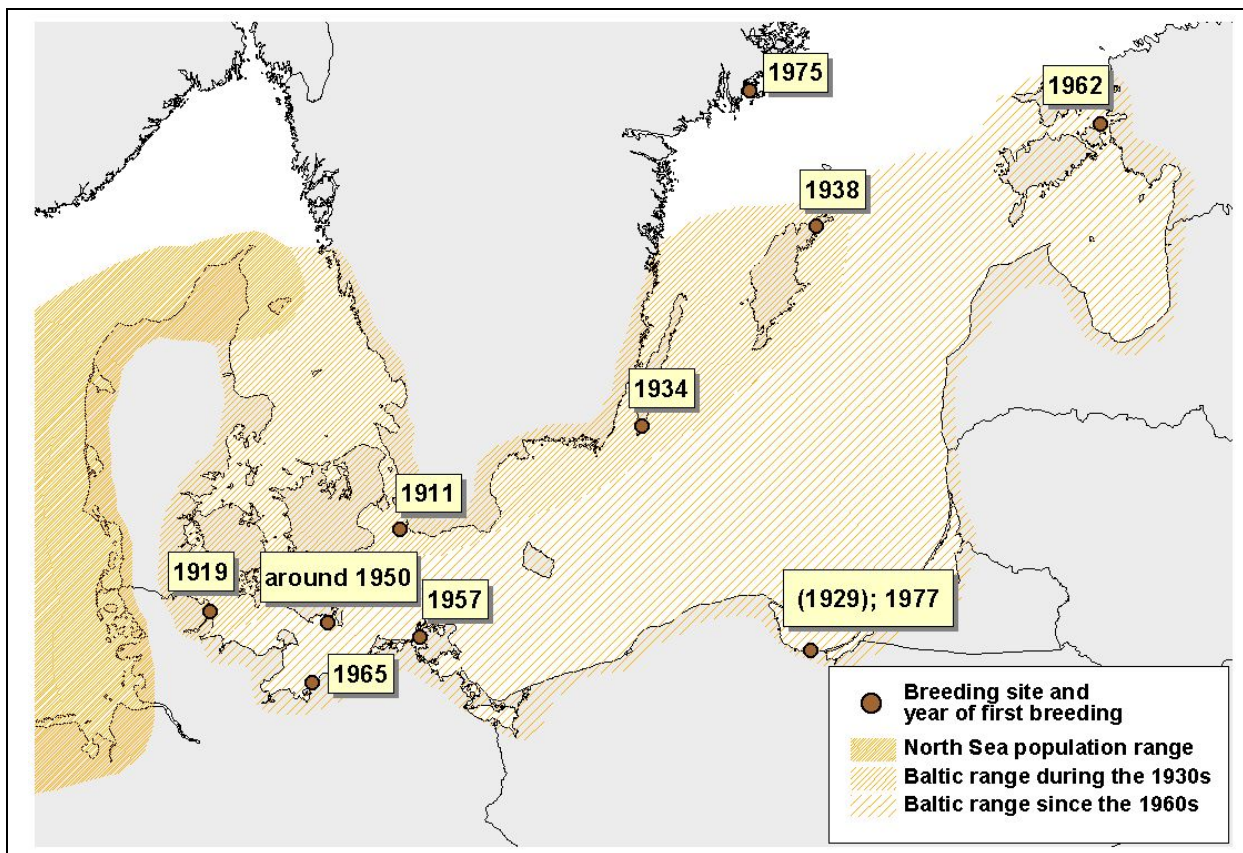 1975
1962
1938
1934
1911
1919
around 1950
1957
(1929); 1977
1965
Breeding site and
year of first breeding
North Sea population range
Baltic range during the 1930s
Baltic range since the 1960s